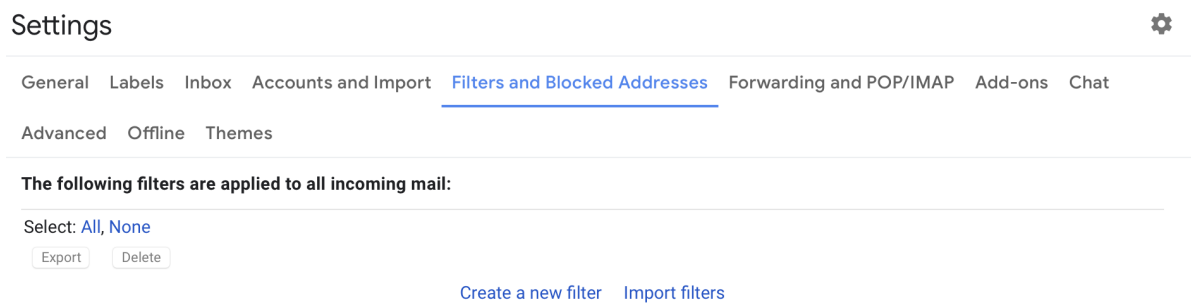 Settings
General Labels Inbox Accounts and Import Filters and Blocked Addresses Forwarding and POP/IMAP Add-ons Chat
Advanced Offline Themes
The following filters are applied to all incoming mail:
Select: All, None
Export Delete
Create a new filter Import filters